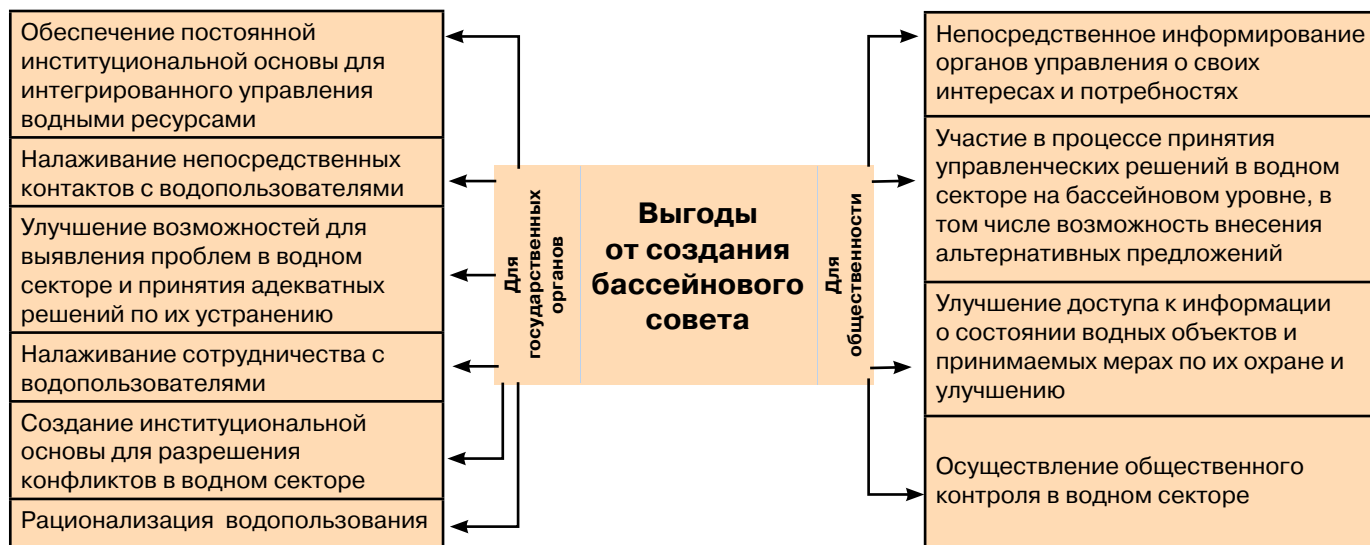 Обеспечение постоянной
институциональной основы для
интегрированного управления
водными ресурсами
Налаживание непосредственных
контактов с водопользователями
Улучшение возможностей для
выявления проблем в водном
секторе и принятия адекватных
решений по их устранению
Налаживание сотрудничества с
водопользователями
Создание институциональной
основы для разрешения
конфликтов в водном секторе
Рационализация водопользования
Для
государственных
органов
Выгоды
от создания
бассейнового
совета
Для
общественности
Непосредственное информирование
органов управления о своих
интересах и потребностях
Участие в процессе принятия
управленческих решений в водном
секторе на бассейновом уровне, в
том числе возможность внесения
альтернативных предложений
Улучшение доступа к информации
о состоянии водных объектов и
принимаемых мерах по их охране и
улучшению
Осуществление общественного
контроля в водном секторе